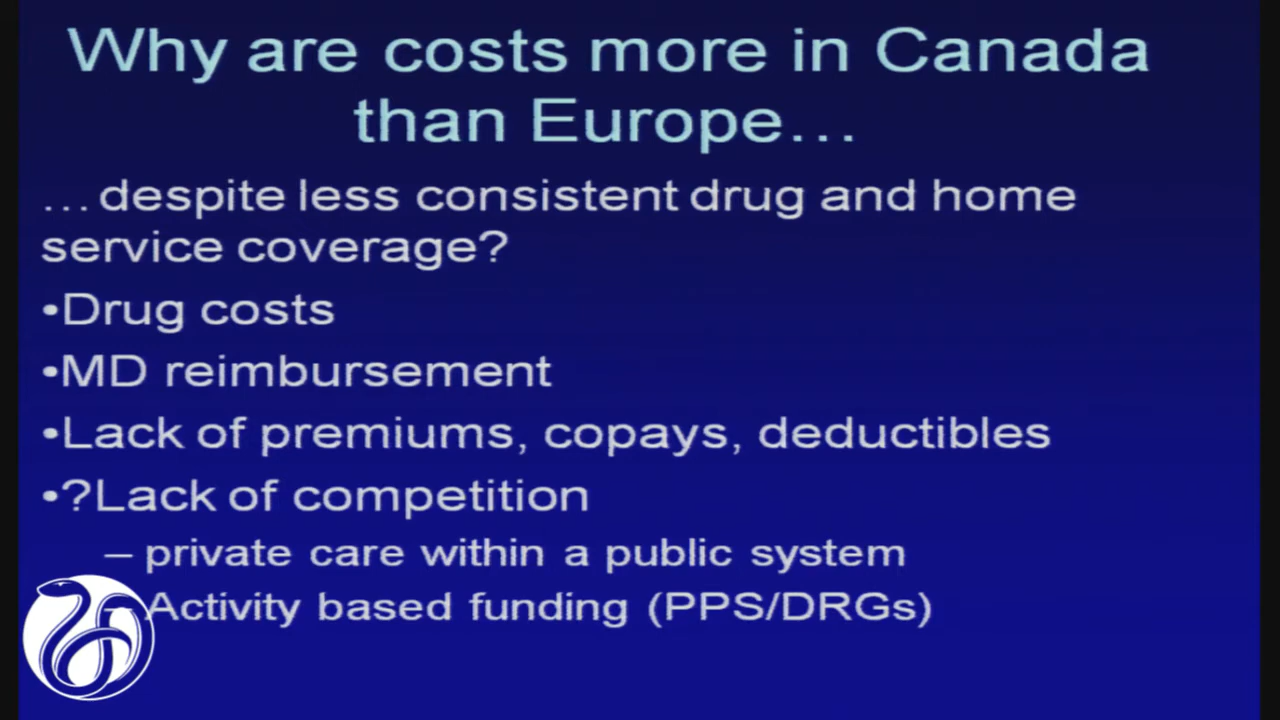 Why are costs more in Canada
than Europe…
…despite less consistent drug and home
service coverage?
•Drug costs
•MD reimbursement
•Lack of premiums, copays, deductibles
•?Lack of competition
– private care within a public system
Activity based funding (PPS/DRGs)